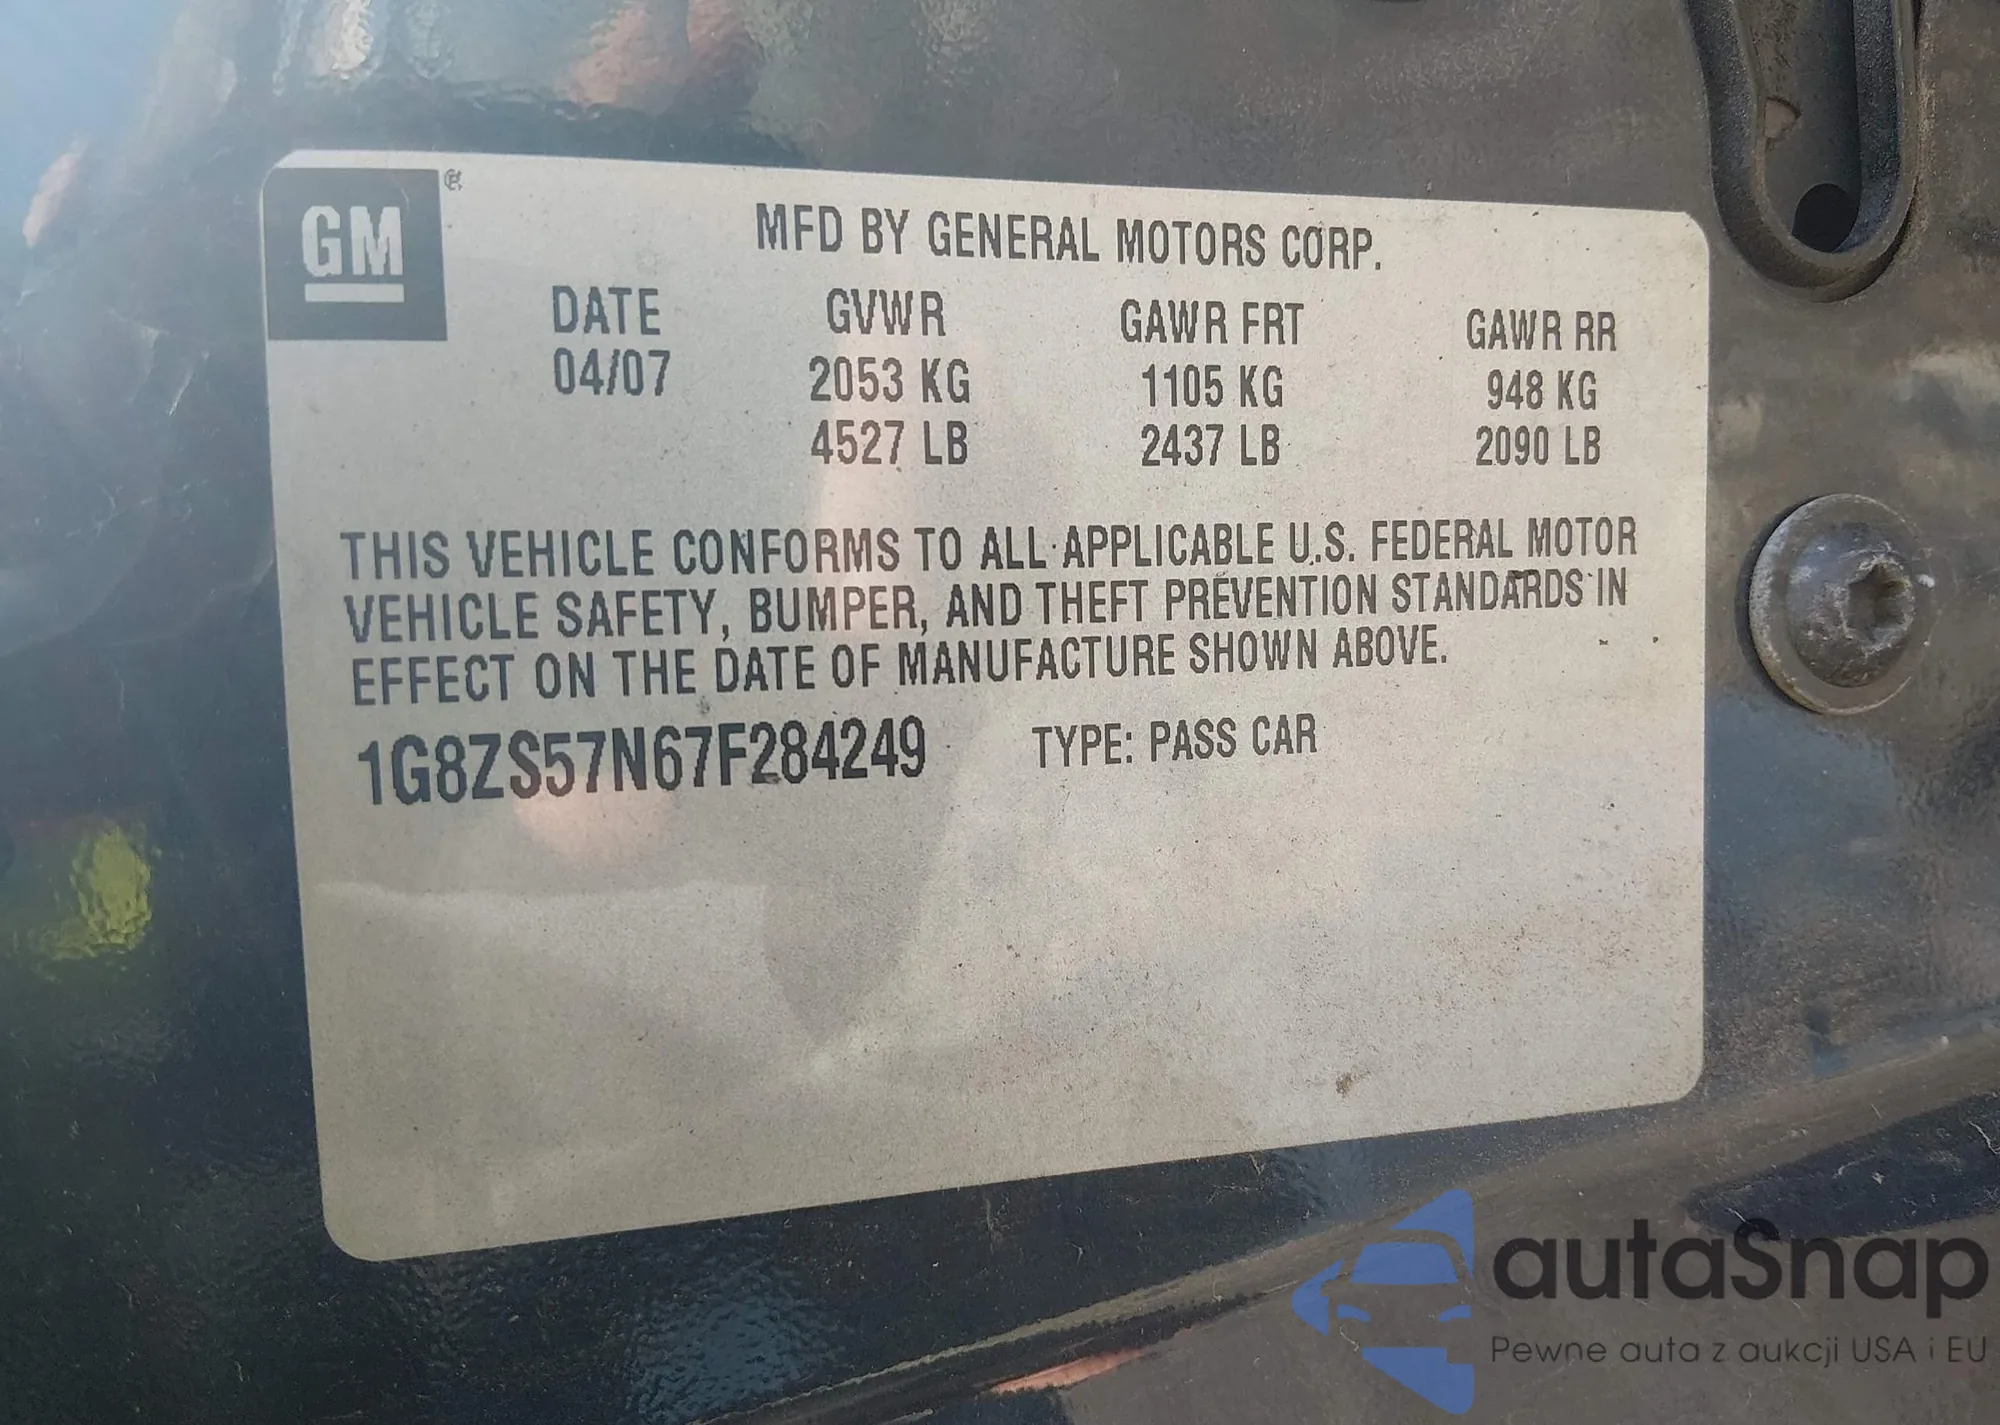 GM
MFD BY GENERAL MOTORS CORP.
DATE GVWR GAWR FRT GAWR RR
04/07 2053 KG 1105 KG 948 KG
4527 LB 2437 LB 2090 LB
THIS VEHICLE CONFORMS TO ALL APPLICABLE U.S. FEDERAL MOTOR
VEHICLE SAFETY, BUMPER, AND THEFT PREVENTION STANDARDS IN
EFFECT ON THE DATE OF MANUFACTURE SHOWN ABOVE.
1G8ZS57N67F284249 TYPE: PASS CAR
autaSnap
Pewne auta z aukcji USA i EU